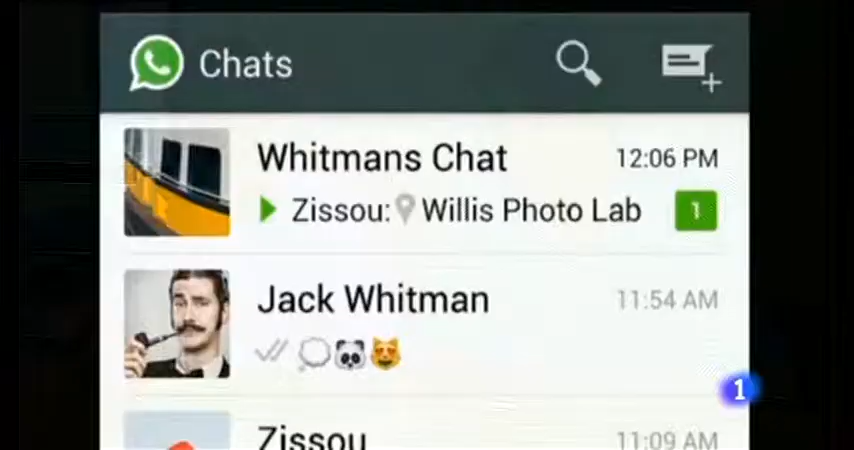 Chats
Whitmans Chat 12:06 PM
Zissou: Willis Photo Lab 1
Jack Whitman 11:54 AM
1
Zissou 11:09 AM